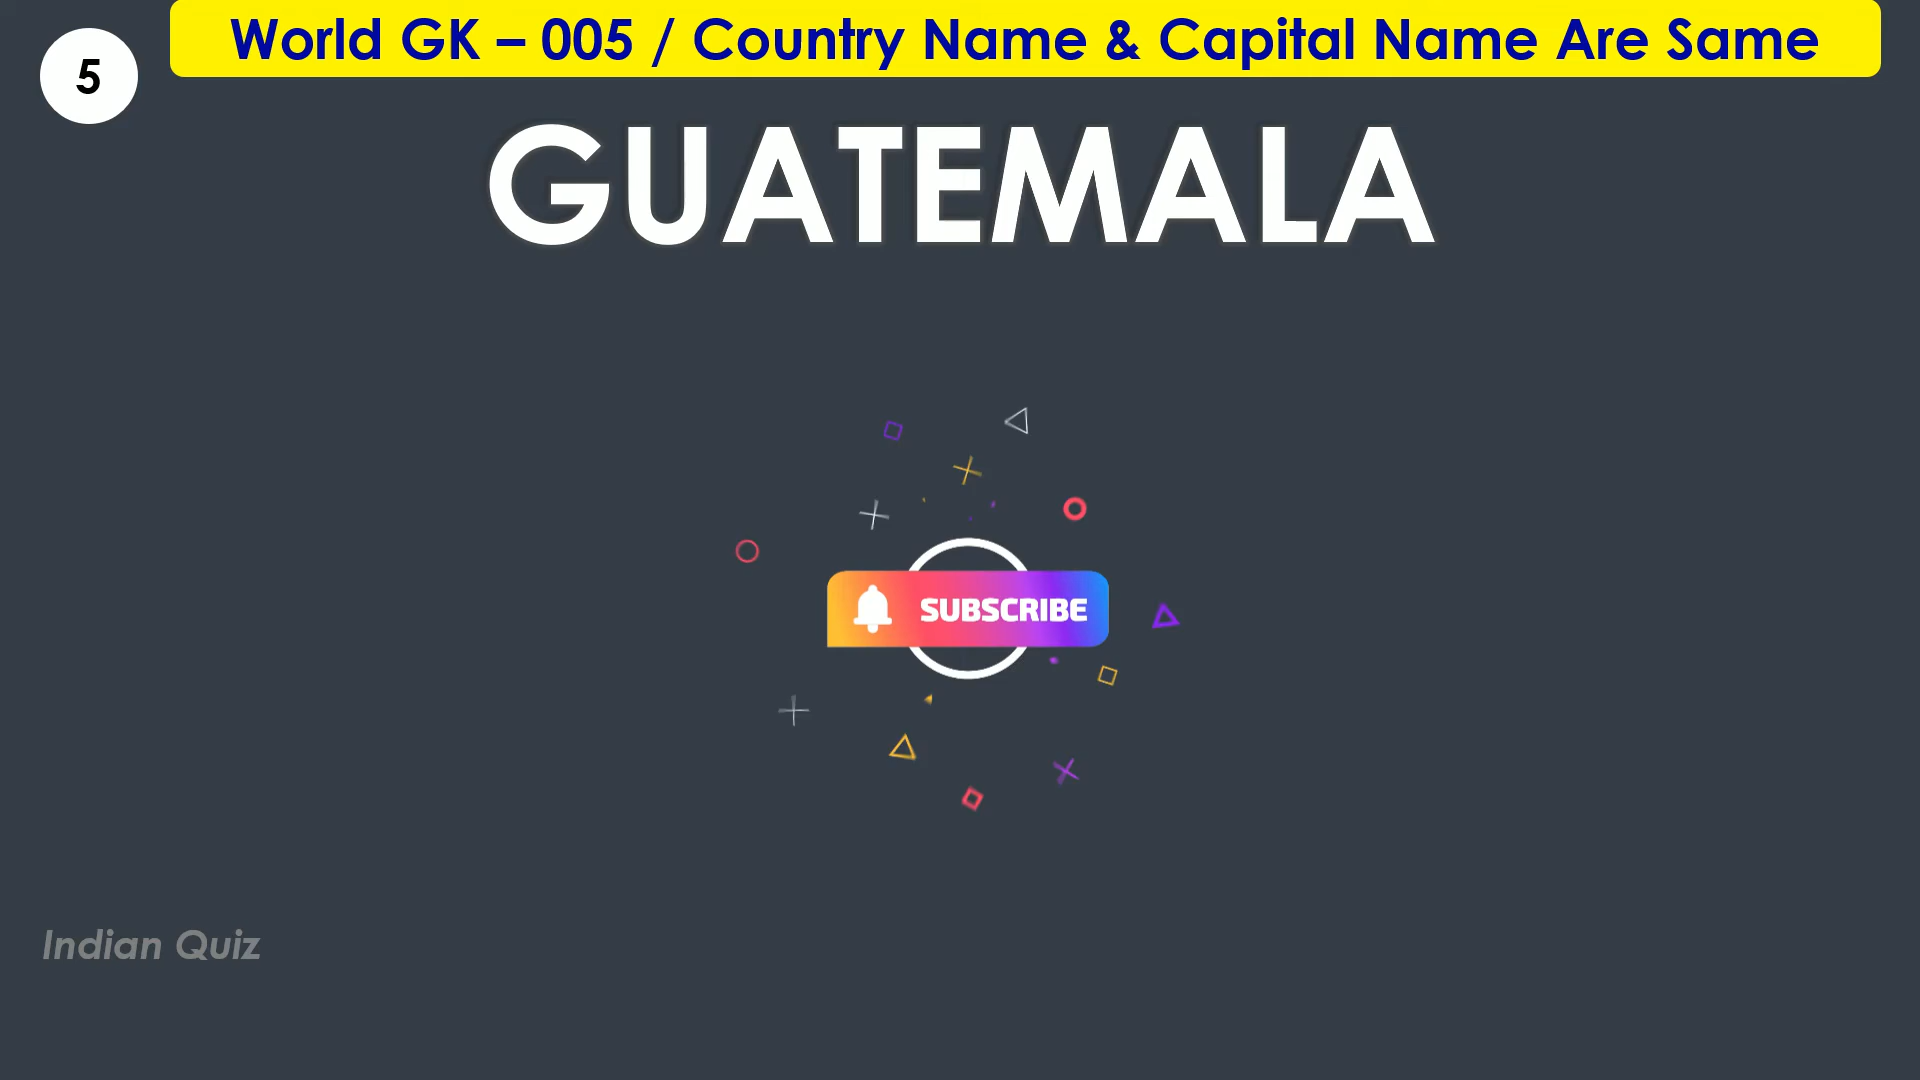 World GK – 005 / Country Name & Capital Name Are Same
5
GUATEMALA
SUBSCRIBE
Indian Quiz